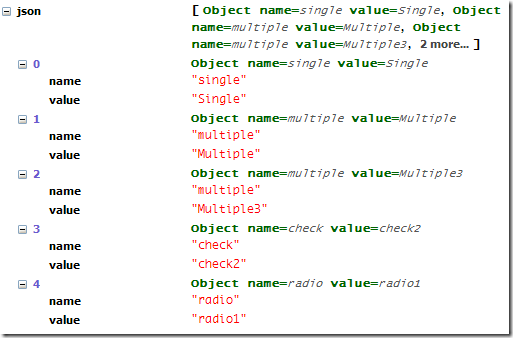 json [ Object name=single value=Single, Object
name=multiple value=Multiple, Object
name=multiple value=Multiple3, 2 more... ]
0 Object name=single value=Single
name "single"
value "Single"
1 Object name=multiple value=Multiple
name "multiple"
value "Multiple"
2 Object name=multiple value=Multiple3
name "multiple"
value "Multiple3"
3 Object name=check value=check2
name "check"
value "check2"
4 Object name=radio value=radio1
name "radio"
value "radio1"